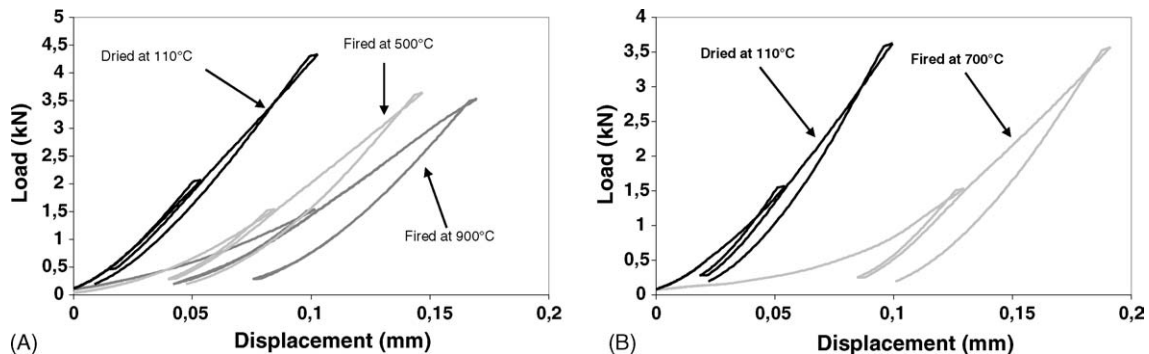 5
4,5
4
3,5
3
2,5
2
1,5
1
0,5
0
Load (kN)
Dried at 110°C
Fired at 500°C
Fired at 900°C
0 0,05 0,1 0,15 0,2
Displacement (mm)
(A)
4
3,5
3
2,5
2
1,5
1
0,5
0
Load (kN)
Dried at 110°C
Fired at 700°C
0 0,05 0,1 0,15 0,2
Displacement (mm)
(B)